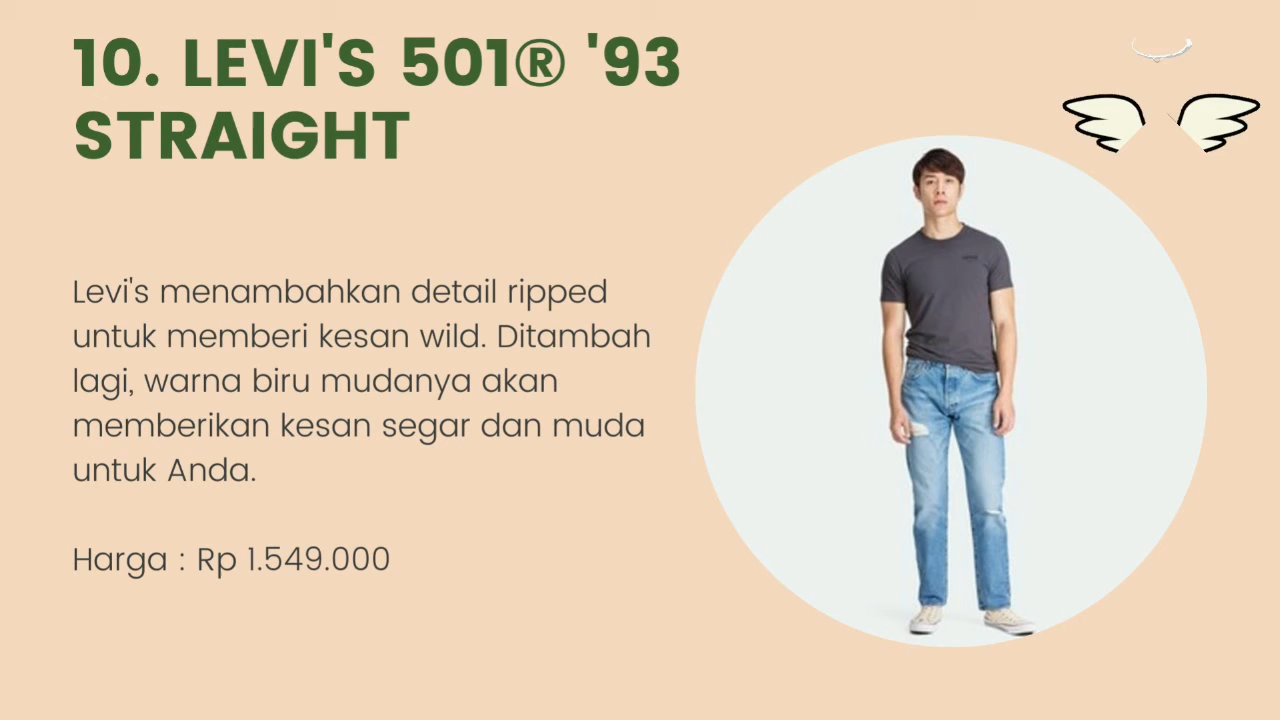 10. LEVI'S 501® '93
STRAIGHT
Levi's menambahkan detail ripped
untuk memberi kesan wild. Ditambah
lagi, warna biru mudanya akan
memberikan kesan segar dan muda
untuk Anda.
Harga : Rp 1.549.000